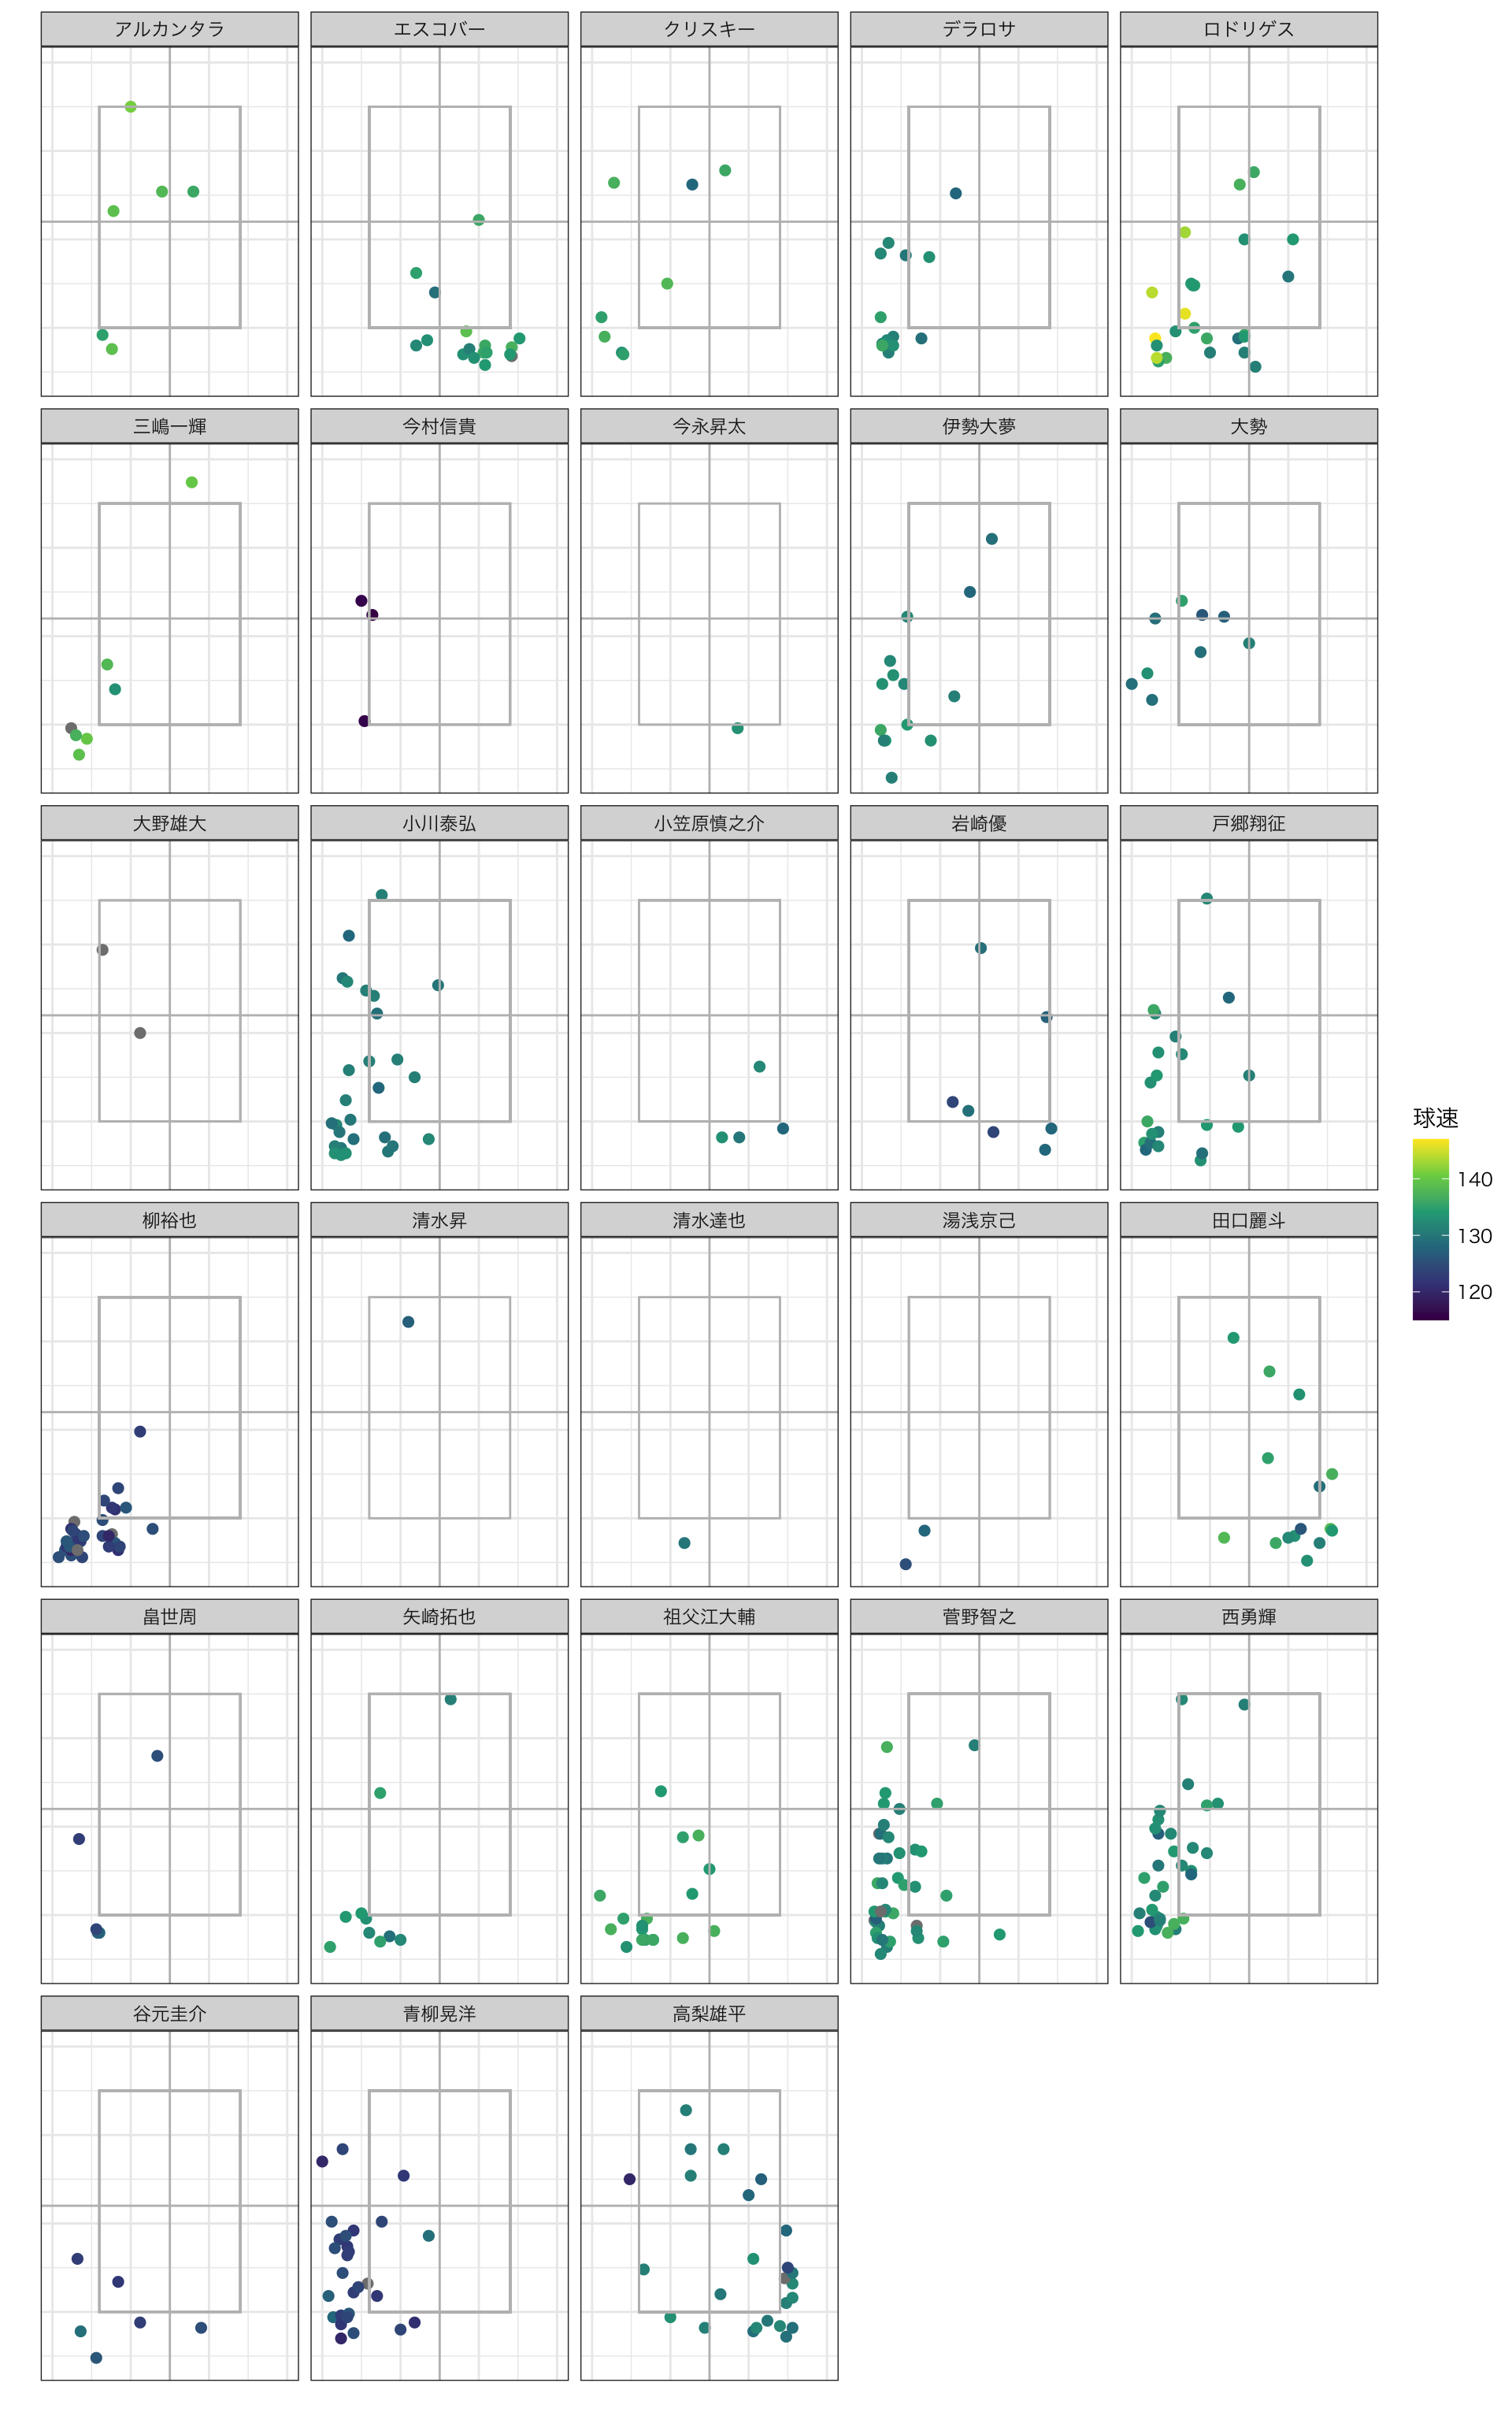 アルカンタラ
エスコバー
クリスキー
デラロサ
ロドリゲス
三嶋一輝
今村信貴
今永昇太
伊勢大夢
大勢
大野雄大
小川泰弘
小笠原慎之介
岩崎優
戸郷翔征
柳裕也
清水昇
清水達也
湯浅京己
田口麗斗
畠世周
矢崎拓也
祖父江大輔
菅野智之
西勇輝
谷元圭介
青柳晃洋
高梨雄平
球速
140
130
120